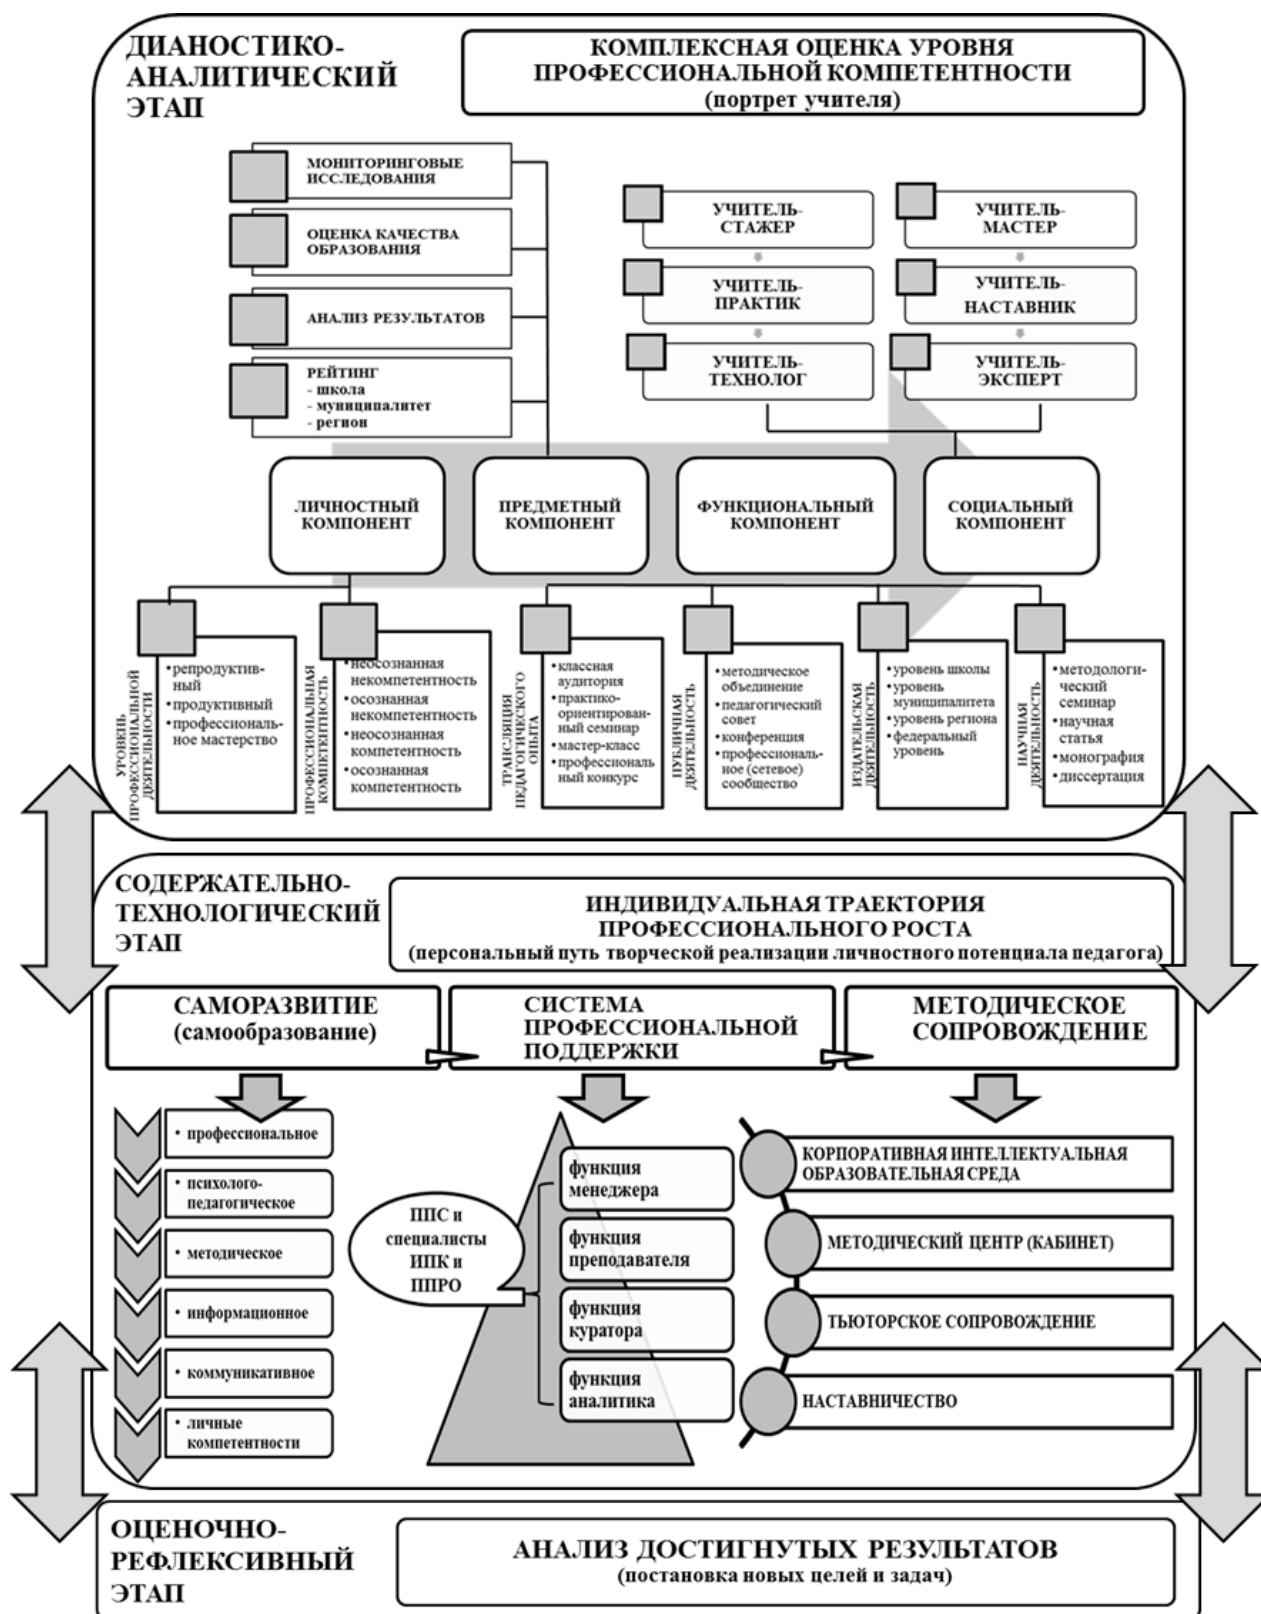 ДИАНОСТИКО-
АНАЛИТИЧЕСКИЙ
ЭТАП
КОМПЛЕКСНАЯ ОЦЕНКА УРОВНЯ
ПРОФЕССИОНАЛЬНОЙ КОМПЕТЕНТНОСТИ
(портрет учителя)
МОНИТОРИНГОВЫЕ
ИССЛЕДОВАНИЯ
ОЦЕНКА КАЧЕСТВА
ОБРАЗОВАНИЯ
АНАЛИЗ РЕЗУЛЬТАТОВ
РЕЙТИНГ
- школа
- муниципалитет
- регион
УЧИТЕЛЬ-
СТАЖЕР
УЧИТЕЛЬ-
ПРАКТИК
УЧИТЕЛЬ-
ТЕХНОЛОГ
УЧИТЕЛЬ-
МАСТЕР
УЧИТЕЛЬ-
НАСТАВНИК
УЧИТЕЛЬ-
ЭКСПЕРТ
ЛИЧНОСТНЫЙ
КОМПОНЕНТ
ПРЕДМЕТНЫЙ
КОМПОНЕНТ
ФУНКЦИОНАЛЬНЫЙ
КОМПОНЕНТ
СОЦИАЛЬНЫЙ
КОМПОНЕНТ
УРОВЕНЬ
ПРОФЕССИОНАЛЬНОЙ
ДЕЯТЕЛЬНОСТИ
•репродуктив-
ный
•продуктивный
•профессиональ-
ное мастерство
ПРОФЕССИОНАЛЬНАЯ
КОМПЕТЕНТНОСТЬ
•неосознанная
некомпетентность
•осознанная
некомпетентность
•неосознанная
компетентность
•осознанная
компетентность
ТРАНСЛЯЦИЯ
ПЕДАГОГИЧЕСКОГО
ОПЫТА
•классная
аудитория
•практико-
ориентирован-
ный семинар
•мастер-класс
•профессиональ
ный конкурс
ПУБЛИЧНАЯ
ДЕЯТЕЛЬНОСТЬ
•методическое
объединение
•педагогический
совет
•конференция
•профессиональ-
ное (сетевое)
сообщество
ИЗДАТЕЛЬСКАЯ
ДЕЯТЕЛЬНОСТЬ
•уровень школы
•уровень
муниципалитета
•уровень региона
•федеральный
уровень
НАУЧНАЯ
ДЕЯТЕЛЬНОСТЬ
•методологи-
ческий
семинар
•научная
статья
•монография
•диссертация
СОДЕРЖАТЕЛЬНО-
ТЕХНОЛОГИЧЕСКИЙ
ЭТАП
ИНДИВИДУАЛЬНАЯ ТРАЕКТОРИЯ
ПРОФЕССИОНАЛЬНОГО РОСТА
(персональный путь творческой реализации личностного потенциала педагога)
САМОРАЗВИТИЕ
(самообразование)
СИСТЕМА
ПРОФЕССИОНАЛЬНОЙ
ПОДДЕРЖКИ
МЕТОДИЧЕСКОЕ
СОПРОВОЖДЕНИЕ
• профессиональное
• психолого-
педагогическое
• методическое
• информационное
• коммуникативное
• личные
компетентности
ППС и
специалисты
ИПК и
ППРО
функция
менеджера
функция
преподавателя
функция
куратора
функция
аналитика
КОРПОРАТИВНАЯ ИНТЕЛЛЕКТУАЛЬНАЯ
ОБРАЗОВАТЕЛЬНАЯ СРЕДА
МЕТОДИЧЕСКИЙ ЦЕНТР (КАБИНЕТ)
ТЬЮТОРСКОЕ СОПРОВОЖДЕНИЕ
НАСТАВНИЧЕСТВО
ОЦЕНОЧНО-
РЕФЛЕКСИВНЫЙ
ЭТАП
АНАЛИЗ ДОСТИГНУТЫХ РЕЗУЛЬТАТОВ
(постановка новых целей и задач)